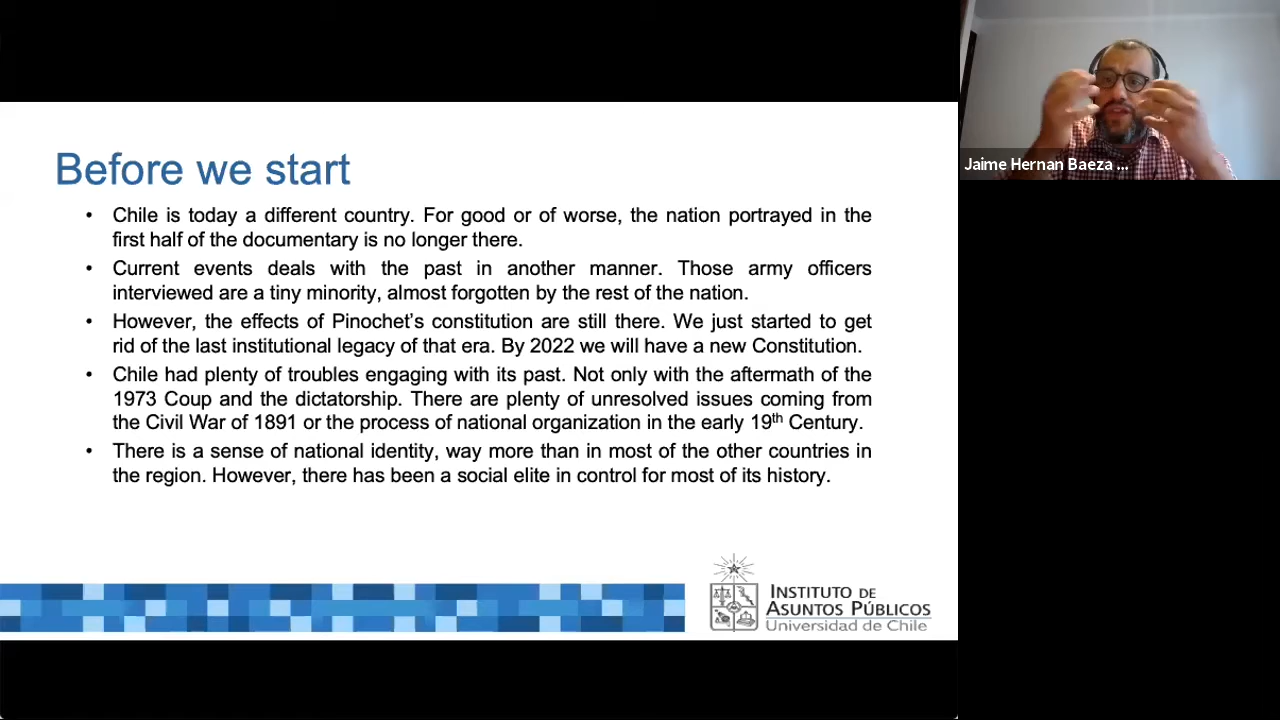 Before we start
• Chile is today a different country. For good or of worse, the nation portrayed in the
first half of the documentary is no longer there.
• Current events deals with the past in another manner. Those army officers
interviewed are a tiny minority, almost forgotten by the rest of the nation.
• However, the effects of Pinochet's constitution are still there. We just started to get
rid of the last institutional legacy of that era. By 2022 we will have a new Constitution.
• Chile had plenty of troubles engaging with its past. Not only with the aftermath of the
1973 Coup and the dictatorship. There are plenty of unresolved issues coming from
the Civil War of 1891 or the process of national organization in the early 19th Century.
• There is a sense of national identity, way more than in most of the other countries in
the region. However, there has been a social elite in control for most of its history.
INSTITUTO DE
ASUNTOS PÚBLICOS
Universidad de Chile
Jaime Hernan Baeza ...